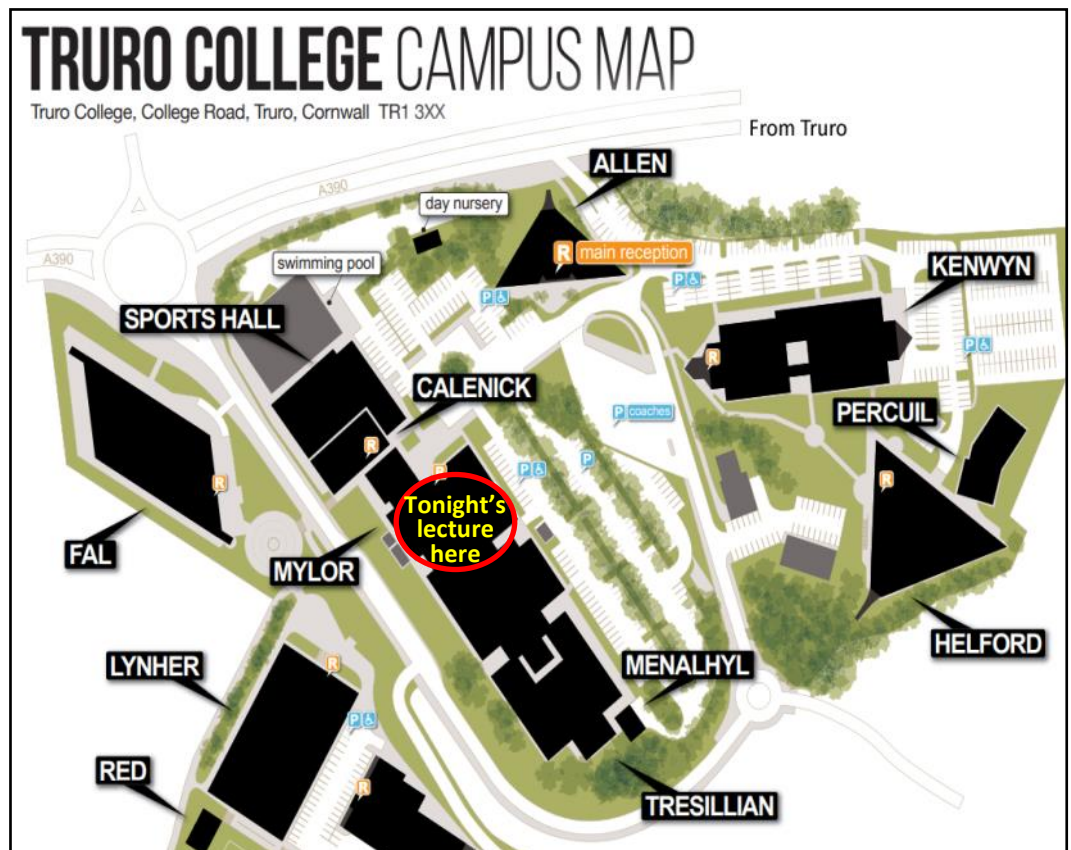 TRURO COLLEGE CAMPUS MAP
Truro College, College Road, Truro, Cornwall TR1 3XX
From Truro
ALLEN
A390
day nursery
R main reception
A390
swimming pool
KENWYN
P
P
SPORTS HALL
P
R
CALENICK
PERCUIL
P coaches
R
P
P
R
R
R
Tonight's
lecture
here
FAL
MYLOR
HELFORD
LYNHER
R
MENALHYL
P
RED
R
TRESILLIAN